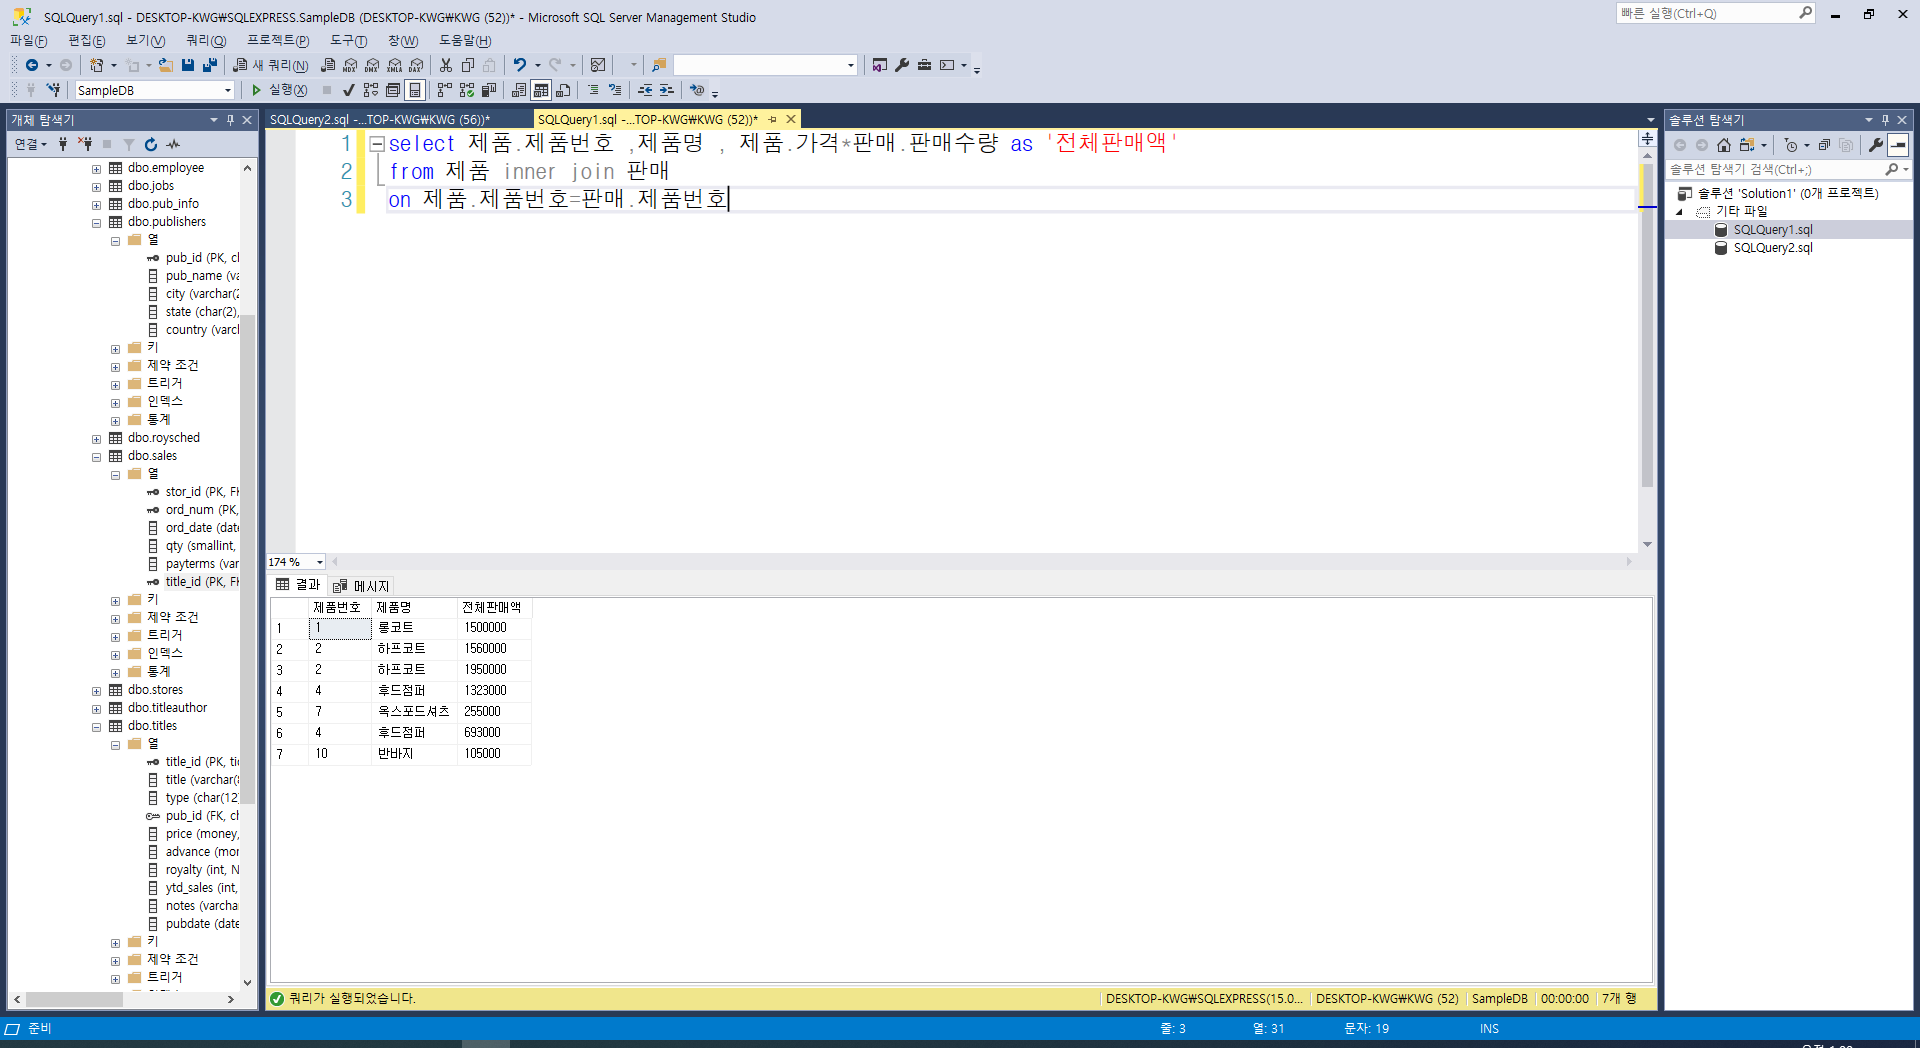 SQLQuery1.sql - DESKTOP-KWG₩SQLEXPRESS.SampleDB (DESKTOP-KWG₩KWG (52))* - Microsoft SQL Server Management Studio
빠른 실행(Ctrl+Q)
파일(F) 편집(E) 보기(V) 쿼리(Q) 프로젝트(P) 도구(T) 창(W) 도움말(H)
새 쿼리(N) MDX DMX XMLA DAX
SampleDB 실행(X)
개체 탐색기
연결
dbo.employee
dbo.jobs
dbo.pub_info
dbo.publishers
열
pub_id (PK, cl
pub_name (va
city (varchar(2
state (char(2),
country (varcl
키
제약 조건
트리거
인덱스
통계
dbo.roysched
dbo.sales
열
stor_id (PK, FK
ord_num (PK,
ord_date (date
qty (smallint,
payterms (var
title_id (PK, FK
키
제약 조건
트리거
인덱스
통계
dbo.stores
dbo.titleauthor
dbo.titles
열
title_id (PK, tic
title (varchar(8
type (char(12)
pub_id (FK, cl
price (money,
advance (mor
royalty (int, N
ytd_sales (int,
notes (varcha
pubdate (date
키
제약 조건
트리거
SQLQuery2.sql -...TOP-KWG₩KWG (56))*
SQLQuery1.sql -...TOP-KWG₩KWG (52))*
1 select 제품.제품번호 ,제품명 , 제품.가격*판매.판매수량 as '전체판매액'
2 from 제품 inner join 판매
3 on 제품.제품번호=판매.제품번호
174 %
결과 메시지
제품번호 제품명 전체판매액
1 1 롱코트 1500000
2 2 하프코트 1560000
3 2 하프코트 1950000
4 4 후드점퍼 1323000
5 7 옥스포드셔츠 255000
6 4 후드점퍼 693000
7 10 반바지 105000
쿼리가 실행되었습니다.
DESKTOP-KWG₩SQLEXPRESS(15.0... DESKTOP-KWG₩KWG (52) SampleDB 00:00:00 7개 행
솔루션 탐색기
솔루션 탐색기 검색(Ctrl+;)
솔루션 'Solution1' (0개 프로젝트)
기타 파일
SQLQuery1.sql
SQLQuery2.sql
준비 줄: 3 열: 31 문자: 19 INS